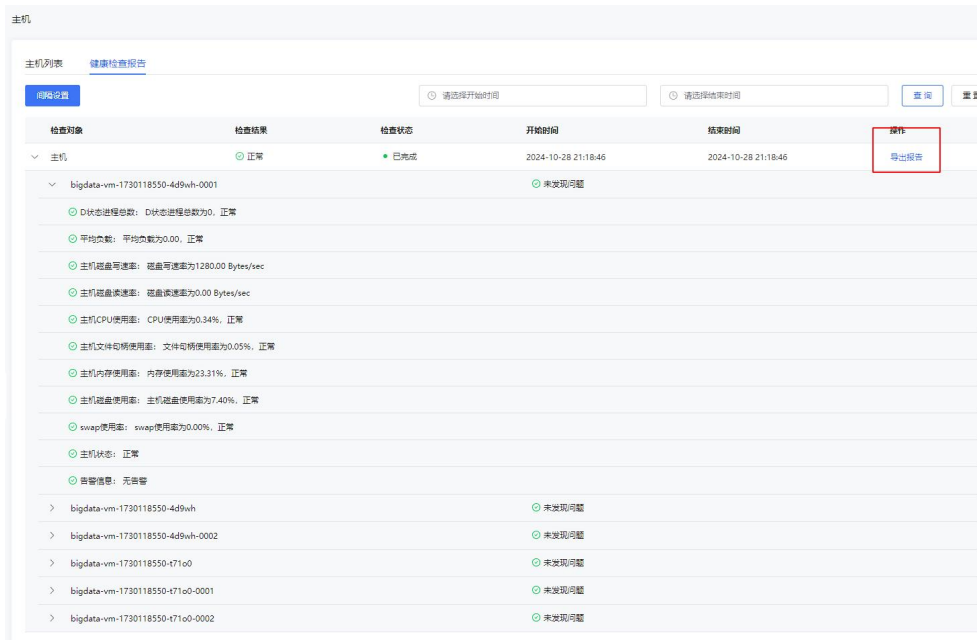 主机
主机列表 健康检查报告
间隔设置 请选择开始时间 请选择结束时间 查询 重置
检查对象 检查结果 检查状态 开始时间 结束时间 操作
主机 正常 已完成 2024-10-28 21:18:46 2024-10-28 21:18:46 导出报告
bigdata-vm-1730118550-4d9wh-0001 未发现问题
D状态进程总数： D状态进程总数为0，正常
平均负载： 平均负载为0.00，正常
主机磁盘写速率： 磁盘写速率为1280.00 Bytes/sec
主机磁盘读速率： 磁盘读速率为0.00 Bytes/sec
主机CPU使用率： CPU使用率为0.34%，正常
主机文件句柄使用率： 文件句柄使用率为0.05%，正常
主机内存使用率： 内存使用率为23.31%，正常
主机磁盘使用率： 主机磁盘使用率为7.40%，正常
swap使用率： swap使用率为0.00%，正常
主机状态： 正常
告警信息： 无告警
bigdata-vm-1730118550-4d9wh 未发现问题
bigdata-vm-1730118550-4d9wh-0002 未发现问题
bigdata-vm-1730118550-t71o0 未发现问题
bigdata-vm-1730118550-t71o0-0001 未发现问题
bigdata-vm-1730118550-t71o0-0002 未发现问题